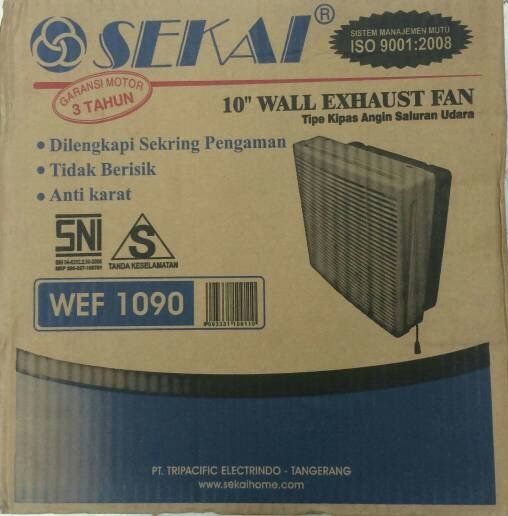 SEKAI®
SISTEM MANAJEMEN MUTU
ISO 9001:2008
GARANSI MOTOR
3 TAHUN
10" WALL EXHAUST FAN
Tipe Kipas Angin Saluran Udara
• Dilengkapi Sekring Pengaman
• Tidak Berisik
• Anti karat
SNI
S
TANDA KESELAMATAN
WEF 1090
PT. TRIPACIFIC ELECTRINDO - TANGERANG
www.sekaihome.com